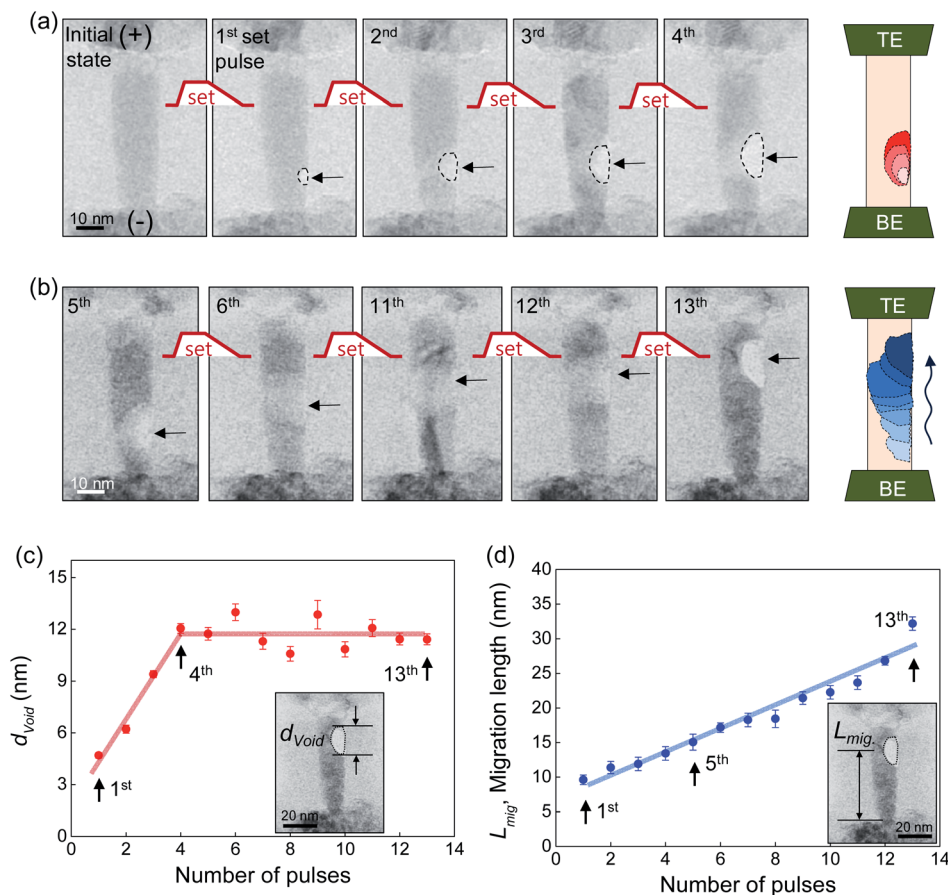 (a)
Initial (+)
state
1st set
pulse
2nd
3rd
4th
set
set
set
set
10 nm
(-)
TE
BE
(b)
5th
6th
11th
12th
13th
set
set
set
set
10 nm
TE
BE
(c)
15
12
9
6
3
0
dVoid (nm)
1st
4th
13th
dVoid
20 nm
0 2 4 6 8 10 12 14
Number of pulses
(d)
40
35
30
25
20
15
10
5
0
Lmig, Migration length (nm)
1st
5th
13th
Lmig.
20 nm
0 2 4 6 8 10 12 14
Number of pulses